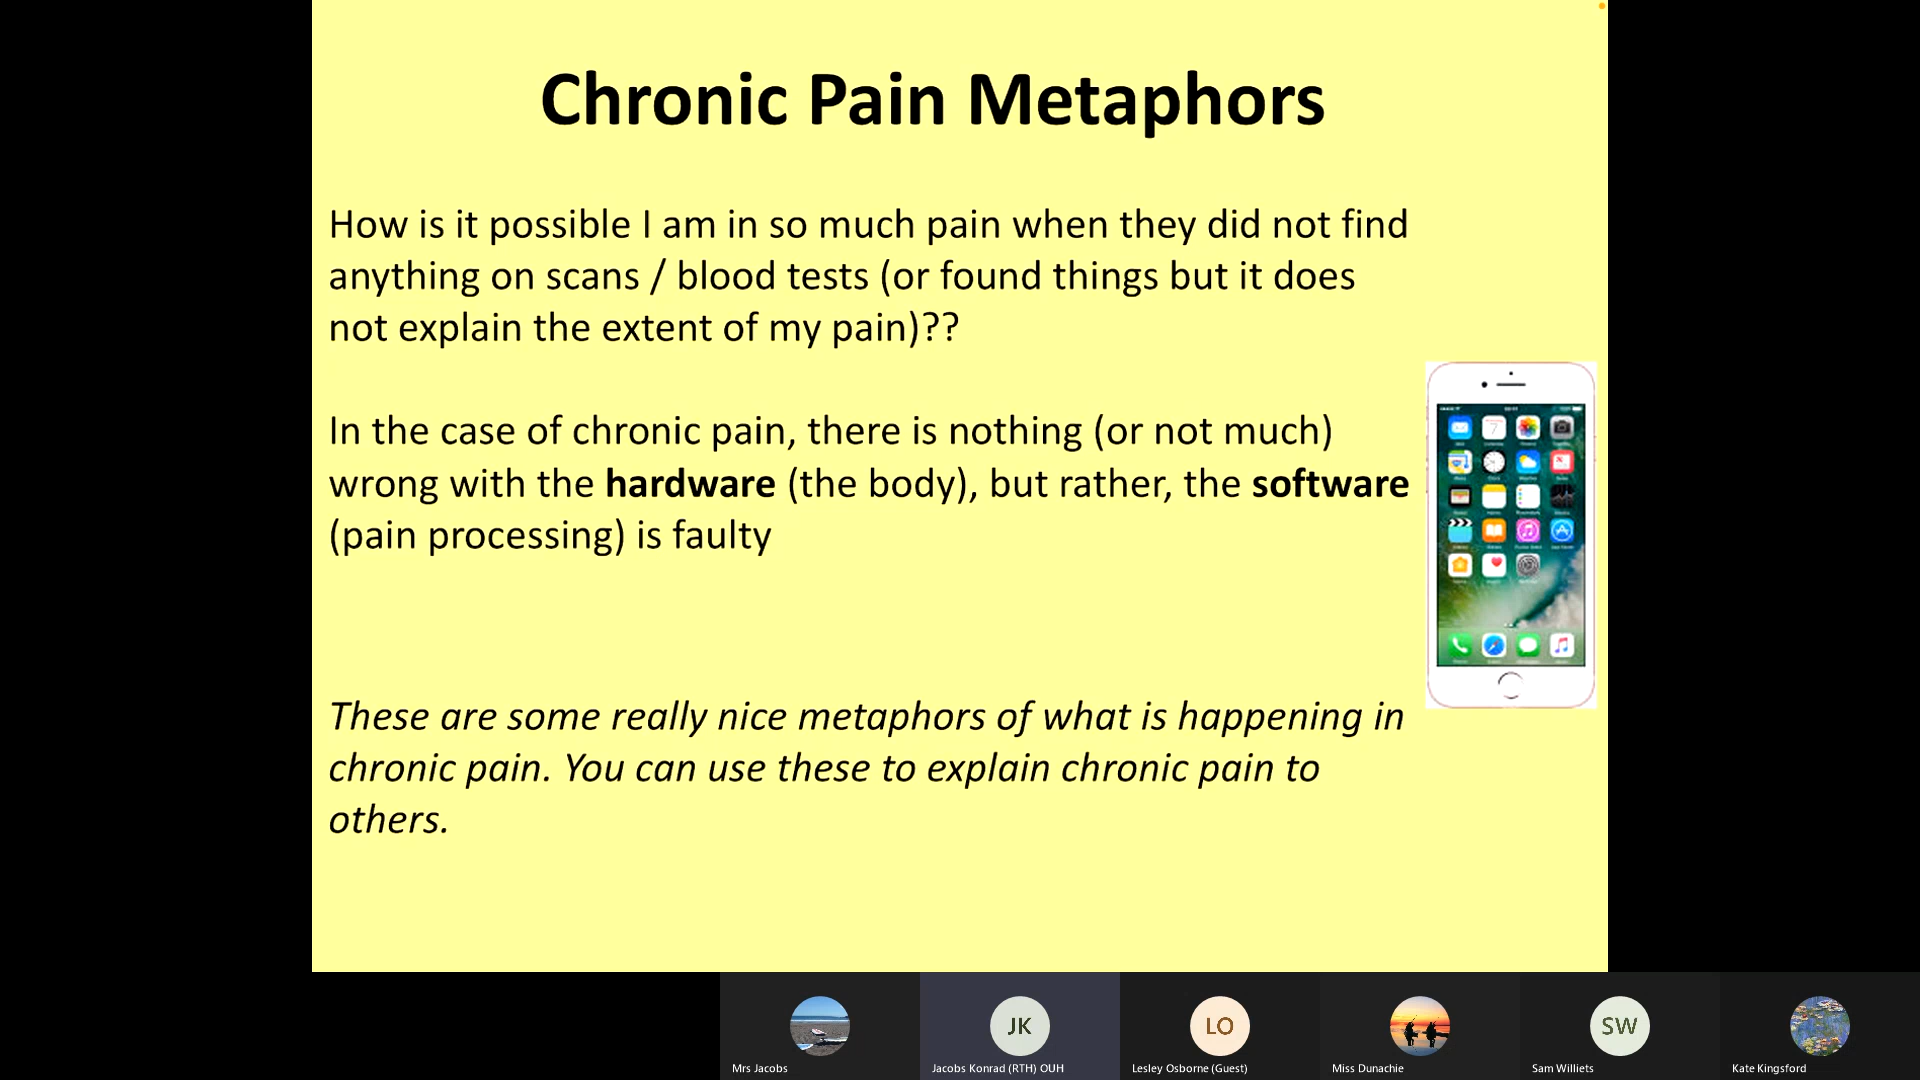 Chronic Pain Metaphors
How is it possible I am in so much pain when they did not find
anything on scans / blood tests (or found things but it does
not explain the extent of my pain)??
In the case of chronic pain, there is nothing (or not much)
wrong with the hardware (the body), but rather, the software
(pain processing) is faulty
These are some really nice metaphors of what is happening in
chronic pain. You can use these to explain chronic pain to
others.
JK
LO
SW
Mrs Jacobs
Jacobs Konrad (RTH) OUH
Lesley Osborne (Guest)
Miss Dunachie
Sam Williets
Kate Kingsford